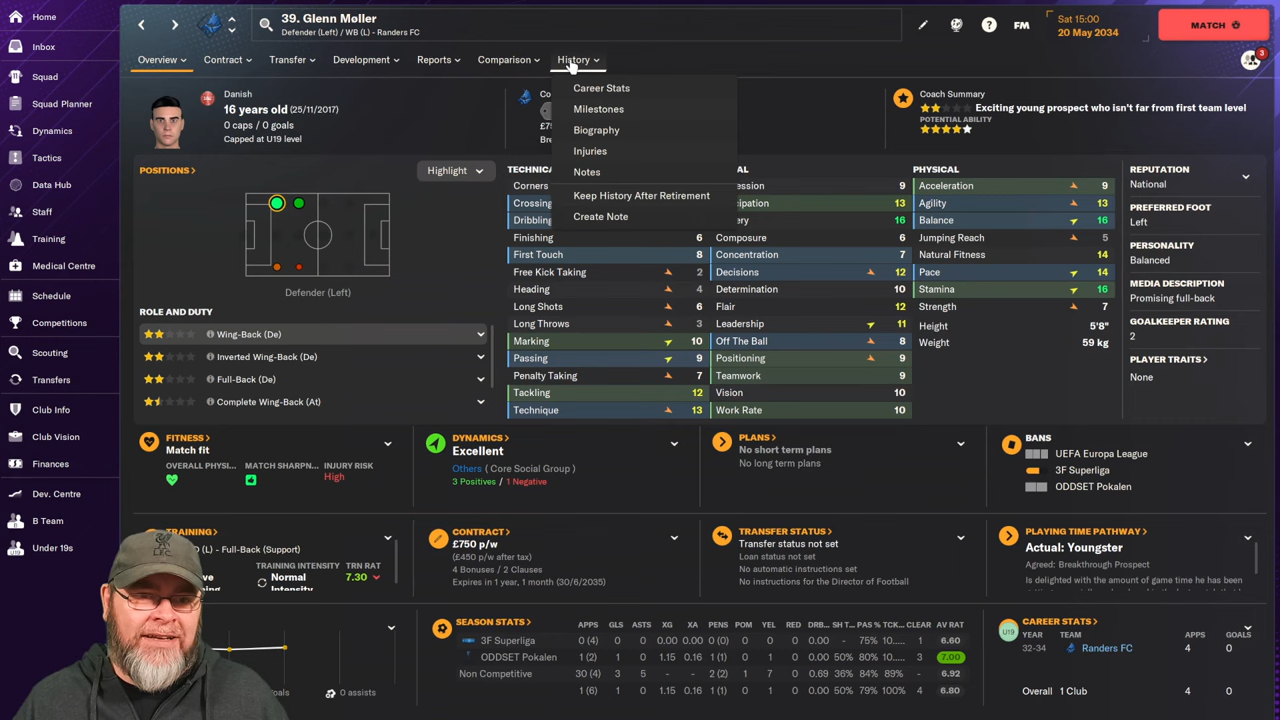 Home
Inbox
Squad
Squad Planner
Dynamics
Tactics
Data Hub
Staff
Training
Medical Centre
Schedule
Competitions
Scouting
Transfers
Club Info
Club Vision
Finances
Dev. Centre
B Team
Under 19s
39. Glenn Møller
Defender (Left) / WB (L) - Randers FC
FM
Sat 15:00
20 May 2034
MATCH
3
Overview
Contract
Transfer
Development
Reports
Comparison
History
Career Stats
Milestones
Biography
Injuries
Notes
Keep History After Retirement
Create Note
Danish
16 years old (25/11/2017)
0 caps / 0 goals
Capped at U19 level
Coach Summary
Exciting young prospect who isn't far from first team level
POTENTIAL ABILITY
POSITIONS
Highlight
Defender (Left)
ROLE AND DUTY
Wing-Back (De)
Inverted Wing-Back (De)
Full-Back (De)
Complete Wing-Back (At)
Corners
Crossing
Dribbling
Finishing 6
First Touch 8
Free Kick Taking 2
Heading 4
Long Shots 6
Long Throws 3
Marking 10
Passing 9
Penalty Taking 7
Tackling 12
Technique 13
9
13
16
Composure 6
Concentration 7
Decisions 12
Determination 10
Flair 12
Leadership 11
Off The Ball 8
Positioning 9
Teamwork 9
Vision 10
Work Rate 10
PHYSICAL
Acceleration 9
Agility 13
Balance 16
Jumping Reach 5
Natural Fitness 14
Pace 14
Stamina 16
Strength 7
Height 5'8"
Weight 59 kg
REPUTATION
National
PREFERRED FOOT
Left
PERSONALITY
Balanced
MEDIA DESCRIPTION
Promising full-back
GOALKEEPER RATING
2
PLAYER TRAITS
None
FITNESS
Match fit
OVERALL PHYSI... MATCH SHARPN... INJURY RISK
High
DYNAMICS
Excellent
Others ( Core Social Group )
3 Positives / 1 Negative
PLANS
No short term plans
No long term plans
BANS
UEFA Europa League
3F Superliga
ODDSET Pokalen
TRAINING
(L) - Full-Back (Support)
TRAINING INTENSITY TRN RAT
Normal 7.30
Intensity
CONTRACT
£750 p/w
(£450 p/w after tax)
4 Bonuses / 2 Clauses
Expires in 1 year, 1 month (30/6/2035)
TRANSFER STATUS
Transfer status not set
Loan status not set
No automatic instructions set
No instructions for the Director of Football
PLAYING TIME PATHWAY
Actual: Youngster
Agreed: Breakthrough Prospect
Is delighted with the amount of game time he has been
L.F.C.
0 assists
SEASON STATS APPS GLS ASTS XG XA PENS POM YEL RED DRB... SH T... PAS % TCK... CLEAR AV RAT
3F Superliga 0 (4) 0 0 0.00 0.00 0 (0) 0 0 0 0.00 - 75% 10...... 1 6.60
ODDSET Pokalen 1 (2) 1 0 1.15 0.16 1 (1) 0 1 0 0.00 50% 80% 10...... 3 7.00
Non Competitive 30 (4) 3 5 - - 2 (2) 1 7 0 0.69 36% 84% 89% - 6.92
1 (6) 1 0 1.15 0.16 1 (1) 0 1 0 0.00 50% 79% 10...... 4 6.80
CAREER STATS
U19
YEAR TEAM APPS GOALS
32-34 Randers FC 4 0
Overall 1 Club 4 0